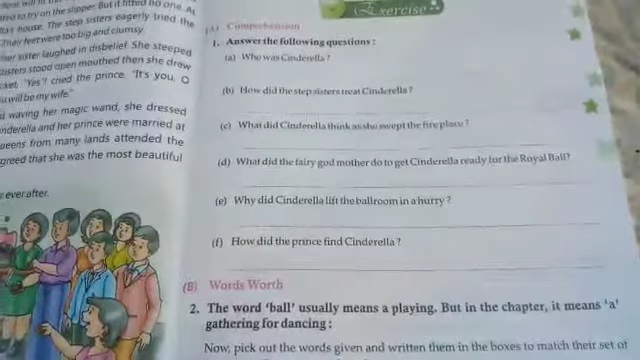 tried to try on the slipper. But it fitted no one. At
house. The step sisters eagerly tried the
Their feet were too big and clumsy.
her sister laughed in disbelief. She steeped
sisters stood open mouthed then she drew
"Yes"? cried the prince. "It's you. O
u will be my wife."
waving her magic wand, she dressed
nderella and her prince were married at
ueens from many lands attended the
greed that she was the most beautiful
ever after.
Exercise
(A) Comprehension
1. Answer the following questions :
(a) Who was Cinderella ?
(b) How did the step sisters treat Cinderella ?
(c) What did Cinderella think as she swept the fire place ?
(d) What did the fairy god mother do to get Cinderella ready for the Royal Ball?
(e) Why did Cinderella lift the ballroom in a hurry ?
(f) How did the prince find Cinderella ?
(B) Words Worth
2. The word 'ball' usually means a playing. But in the chapter, it means 'a'
gathering for dancing :
Now, pick out the words given and written them in the boxes to match their set of